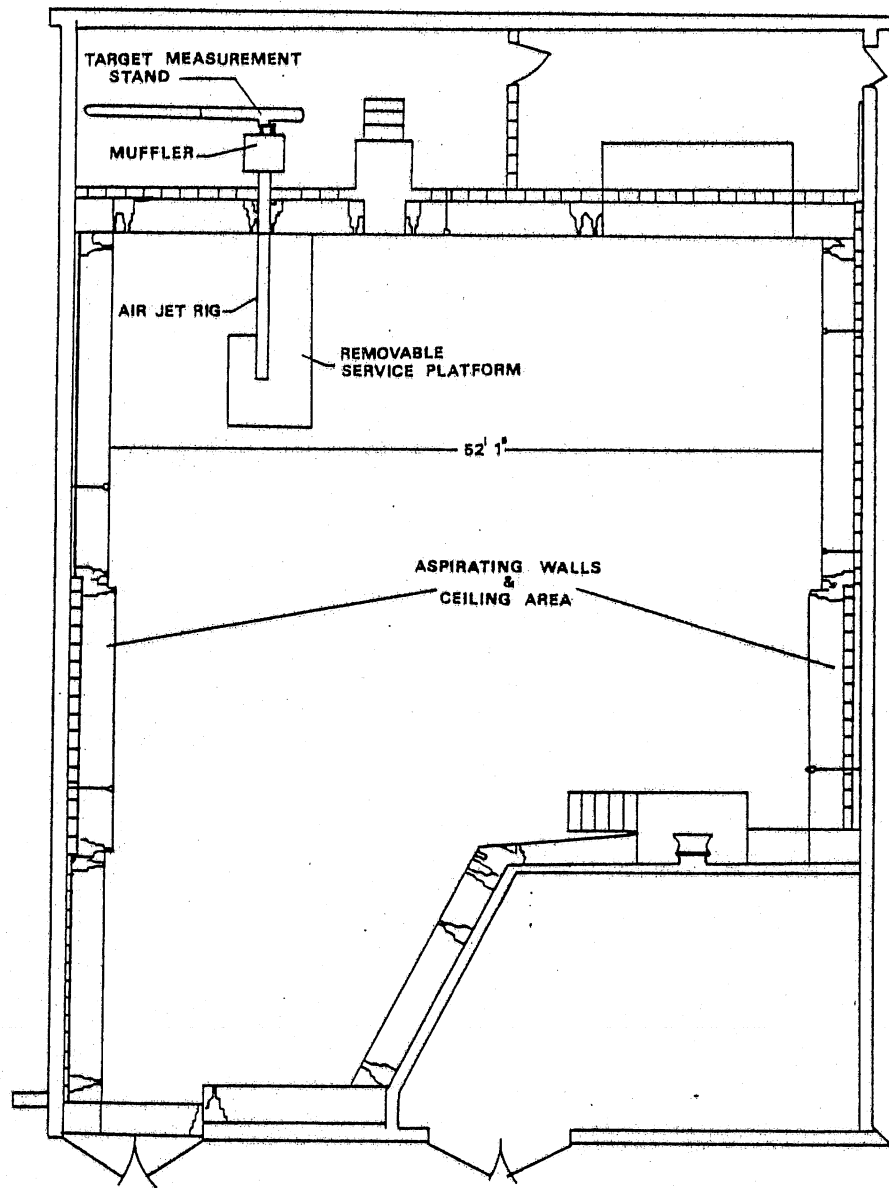 TARGET MEASUREMENT
STAND
MUFFLER
AIR JET RIG
REMOVABLE
SERVICE PLATFORM
52' 1"
ASPIRATING WALLS
&
CEILING AREA